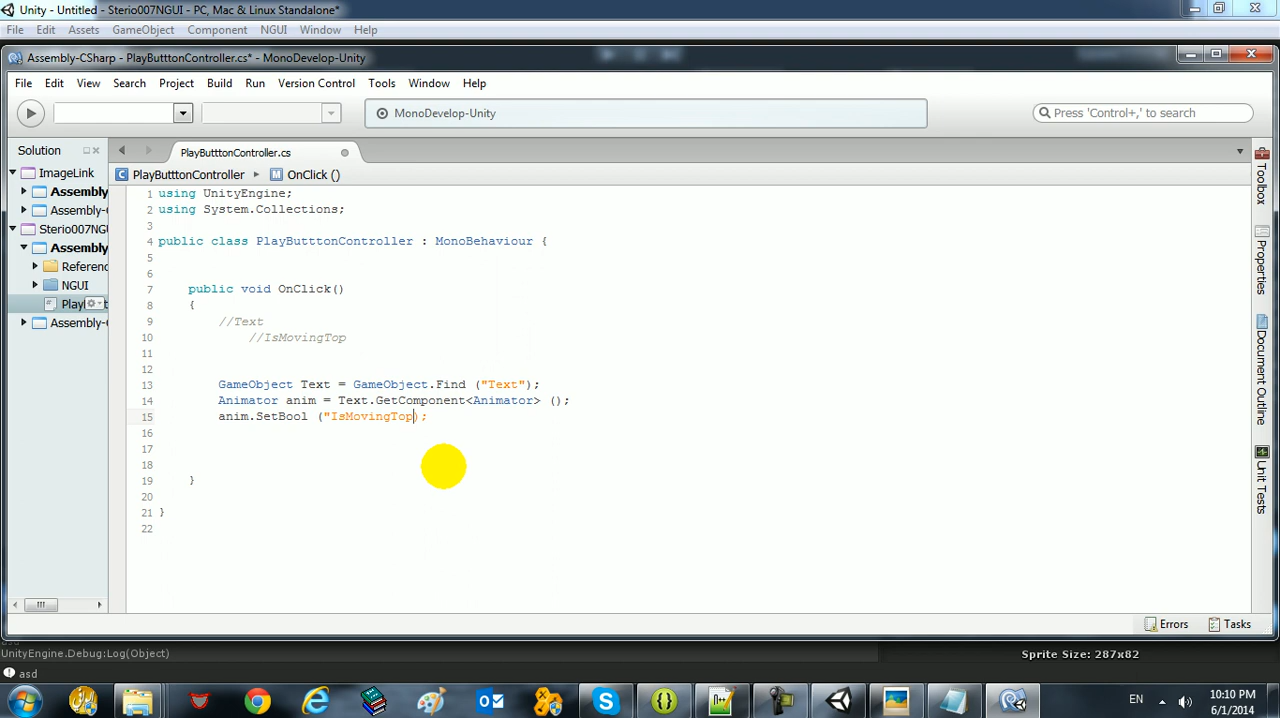 Unity - Untitled - Sterio007NGUI - PC, Mac & Linux Standalone*
File Edit Assets GameObject Component NGUI Window Help
Assembly-CSharp - PlayButttonController.cs* - MonoDevelop-Unity
File Edit View Search Project Build Run Version Control Tools Window Help
MonoDevelop-Unity
Press 'Control+,' to search
Solution
PlayButttonController.cs
ImageLink
PlayButttonController OnClick ()
Assembly
Assembly-C
Sterio007NGU
Assembly
Referenc
NGUI
Play
Assembly-C
1 using UnityEngine;
2 using System.Collections;
3
4 public class PlayButttonController : MonoBehaviour {
5
6
7 public void OnClick()
8 {
9 //Text
10 //IsMovingTop
11
12
13 GameObject Text = GameObject.Find ("Text");
14 Animator anim = Text.GetComponent<Animator> ();
15 anim.SetBool ("IsMovingTop);
16
17
18
19 }
20
21 }
22
Toolbox
Properties
Document Outline
Unit Tests
Errors Tasks
UnityEngine.Debug:Log(Object)
Sprite Size: 287x82
asd
EN
10:10 PM
6/1/2014